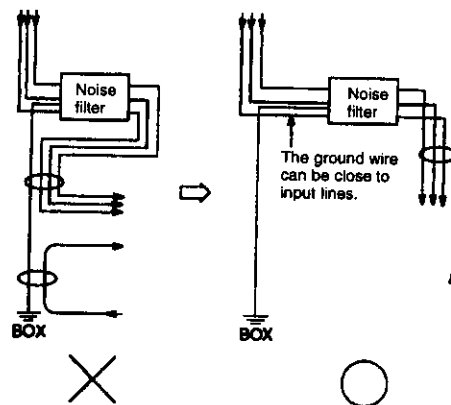 Noise
filter
BOX
Noise
filter
The ground wire
can be close to
input lines.
BOX